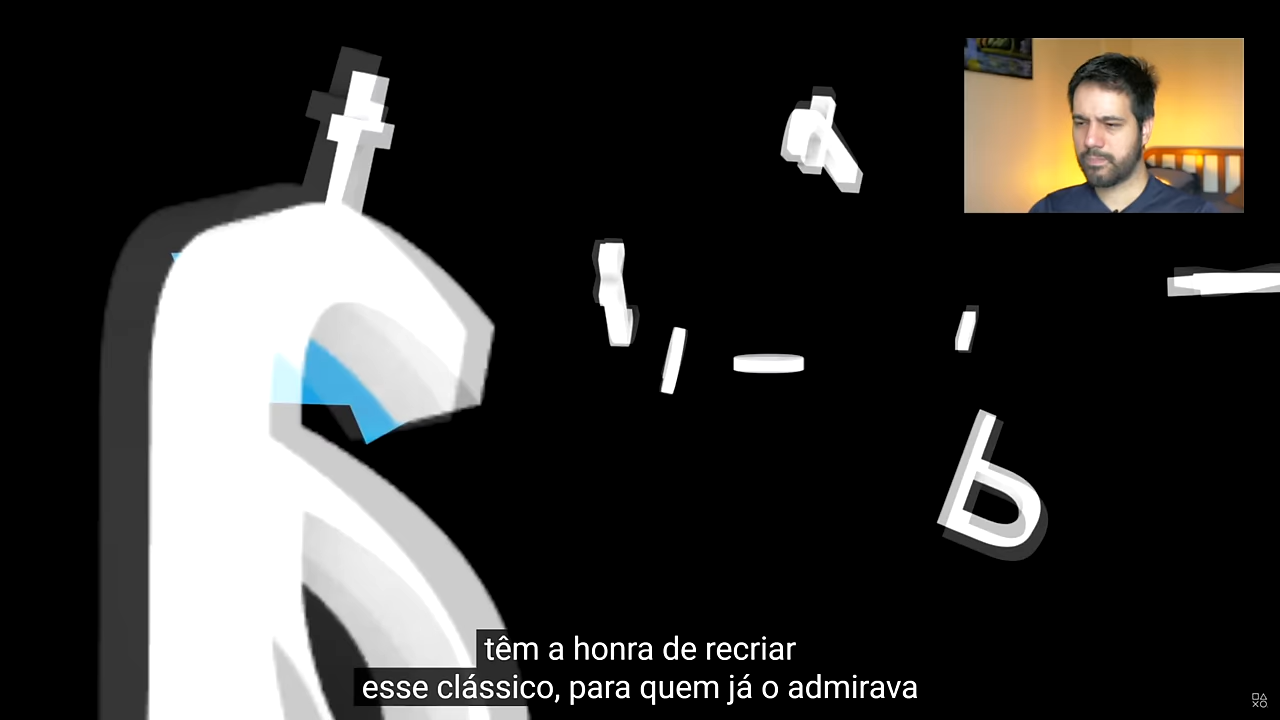 b
têm a honra de recriar
esse clássico, para quem já o admirava